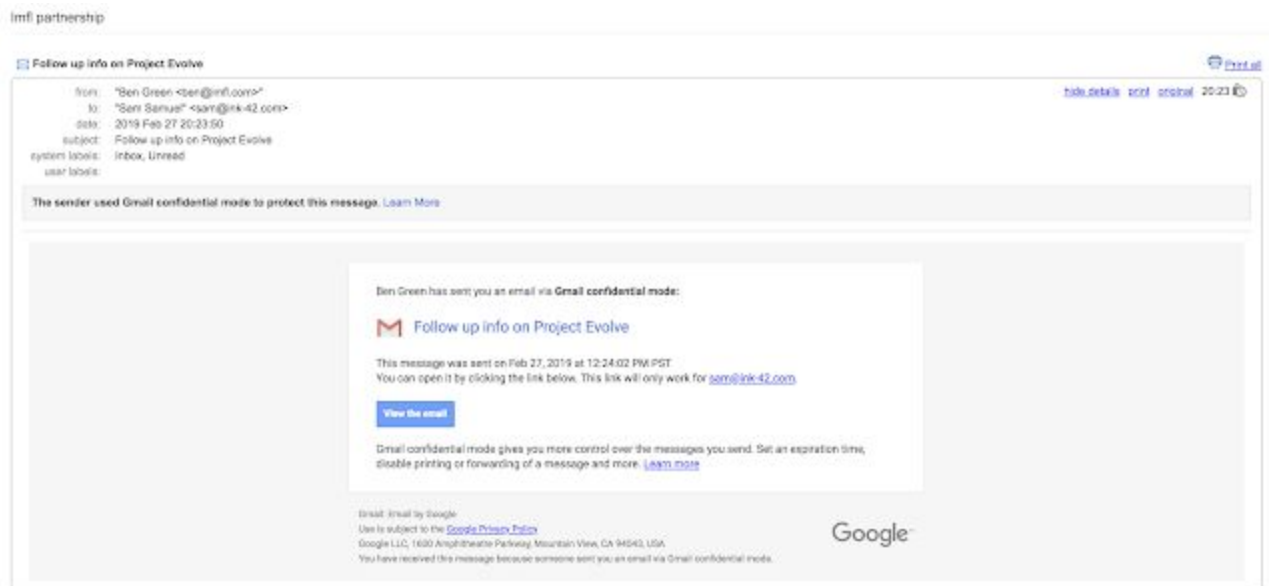 Imfl partnership
Follow up info on Project Evolve
Print all
from: "Ben Green <ben@imfl.com>"
hide details print original 20:23
to: "Sam Samuel" <sam@ink-42.com>
date: 2019 Feb 27 20:23:50
subject: Follow up info on Project Evolve
system labels: Inbox, Unread
user labels:
The sender used Gmail confidential mode to protect this message. Learn More
Ben Green has sent you an email via Gmail confidential mode:
Follow up info on Project Evolve
This message was sent on Feb 27, 2019 at 12:24:02 PM PST
You can open it by clicking the link below. This link will only work for sam@ink-42.com.
View the email
Gmail confidential mode gives you more control over the messages you send. Set an expiration time,
disable printing or forwarding of a message and more. Learn more
Gmail: Email by Google
Use is subject to the Google Privacy Policy
Google LLC, 1600 Amphitheatre Parkway, Mountain View, CA 94043, USA
You have received this message because someone sent you an email via Gmail confidential mode.
Google